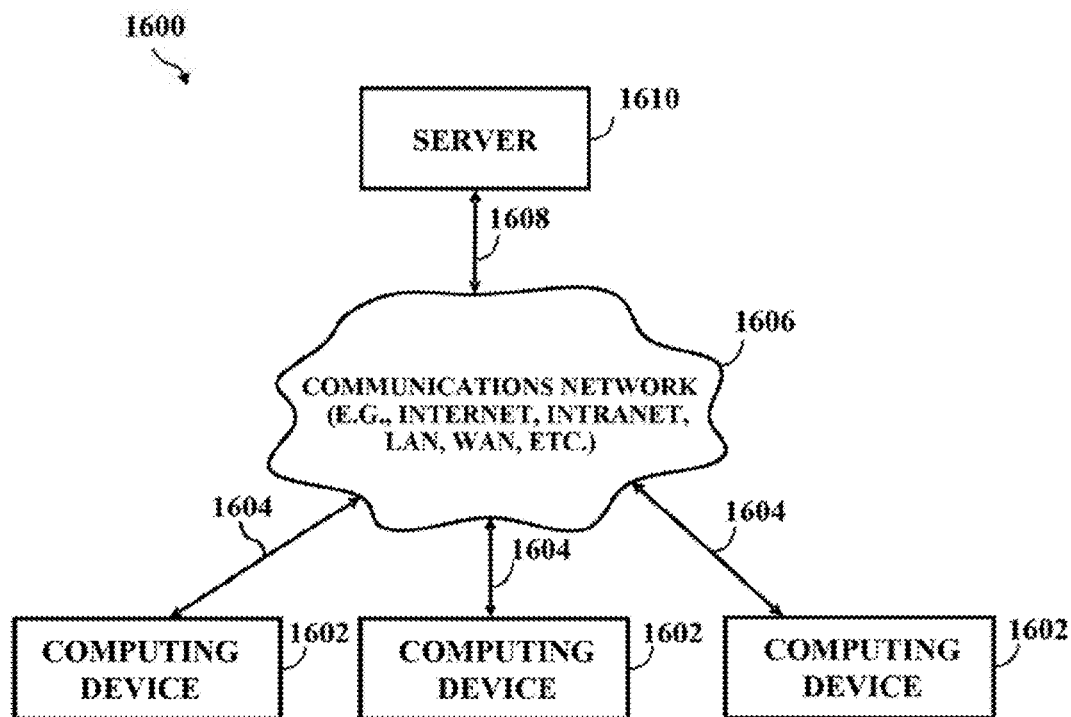 1600
1610
SERVER
1608
1606
COMMUNICATIONS NETWORK
(E.G., INTERNET, INTRANET,
LAN, WAN, ETC.)
1604
1604
1604
1602
1602
1602
COMPUTING
DEVICE
COMPUTING
DEVICE
COMPUTING
DEVICE